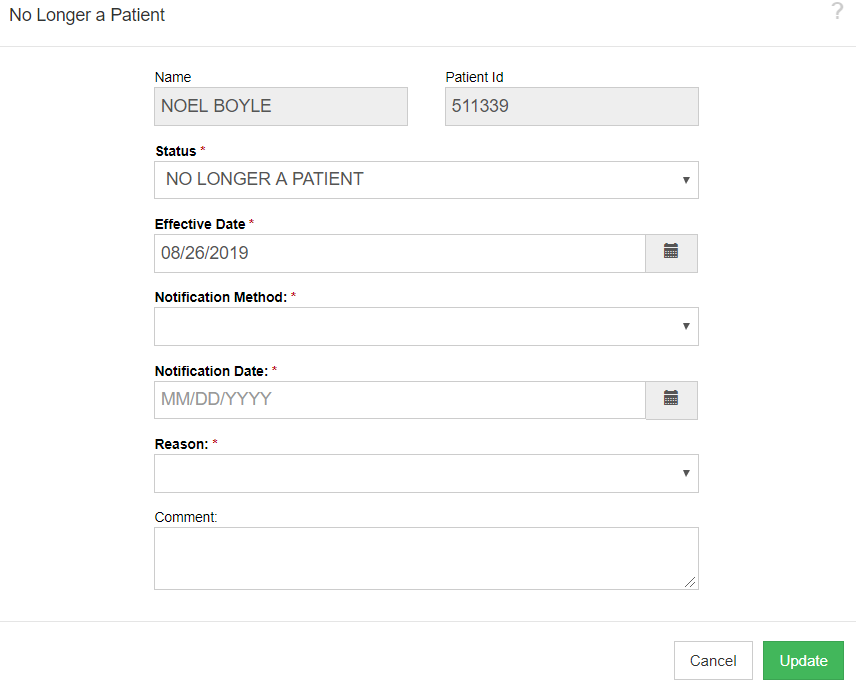 No Longer a Patient ?
Name Patient Id
NOEL BOYLE 511339
Status *
NO LONGER A PATIENT
Effective Date *
08/26/2019
Notification Method: *
Notification Date: *
MM/DD/YYYY
Reason: *
Comment:
Cancel Update